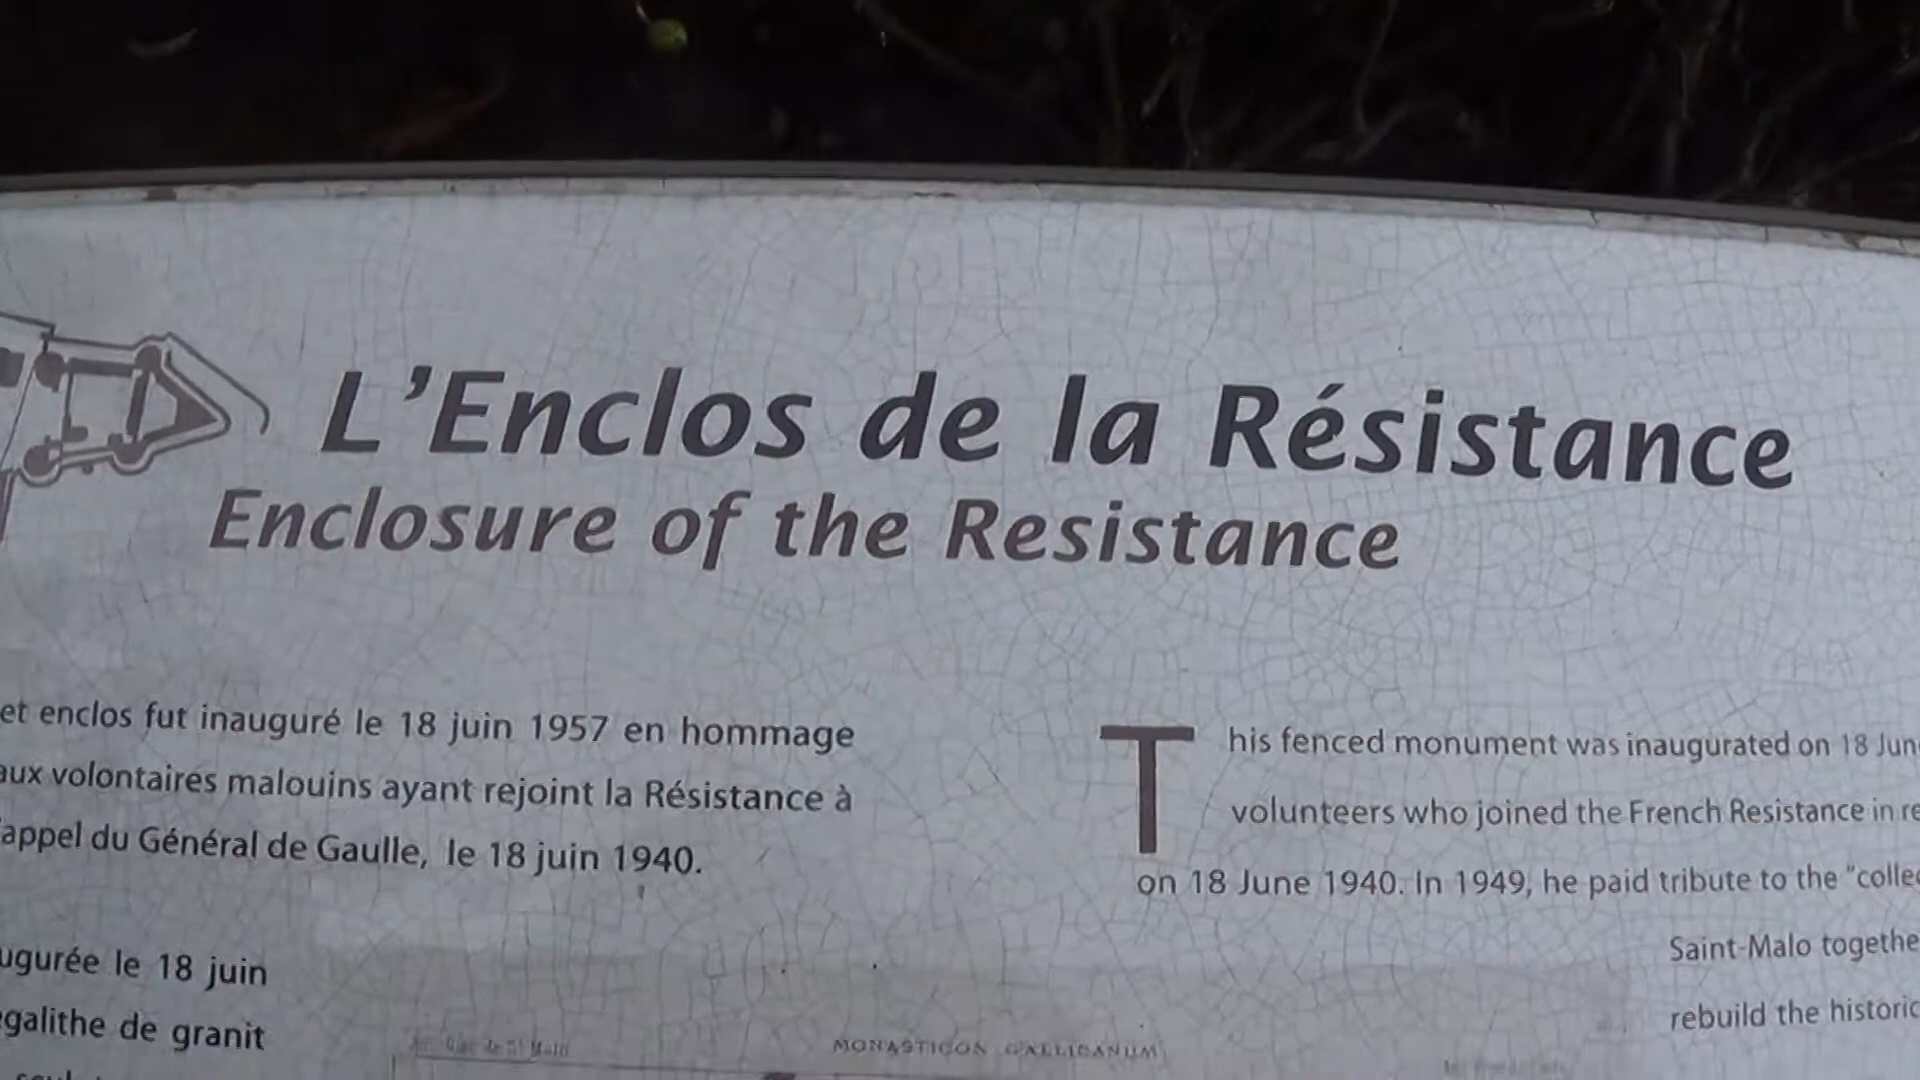 L'Enclos de la Résistance
Enclosure of the Resistance
et enclos fut inauguré le 18 juin 1957 en hommage
aux volontaires malouins ayant rejoint la Résistance à
'appel du Général de Gaulle, le 18 juin 1940.
ugurée le 18 juin
galithe de granit
This fenced monument was inaugurated on 18 Jun
volunteers who joined the French Resistance in re
on 18 June 1940. In 1949, he paid tribute to the "collec
Saint-Malo togethe
rebuild the historic
MONASTICON GALLICANUM